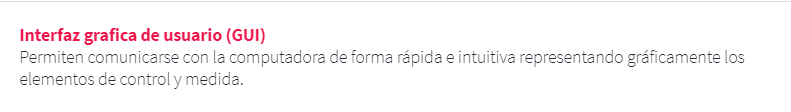 Interfaz grafica de usuario (GUI)
Permiten comunicarse con la computadora de forma rápida e intuitiva representando gráficamente los
elementos de control y medida.